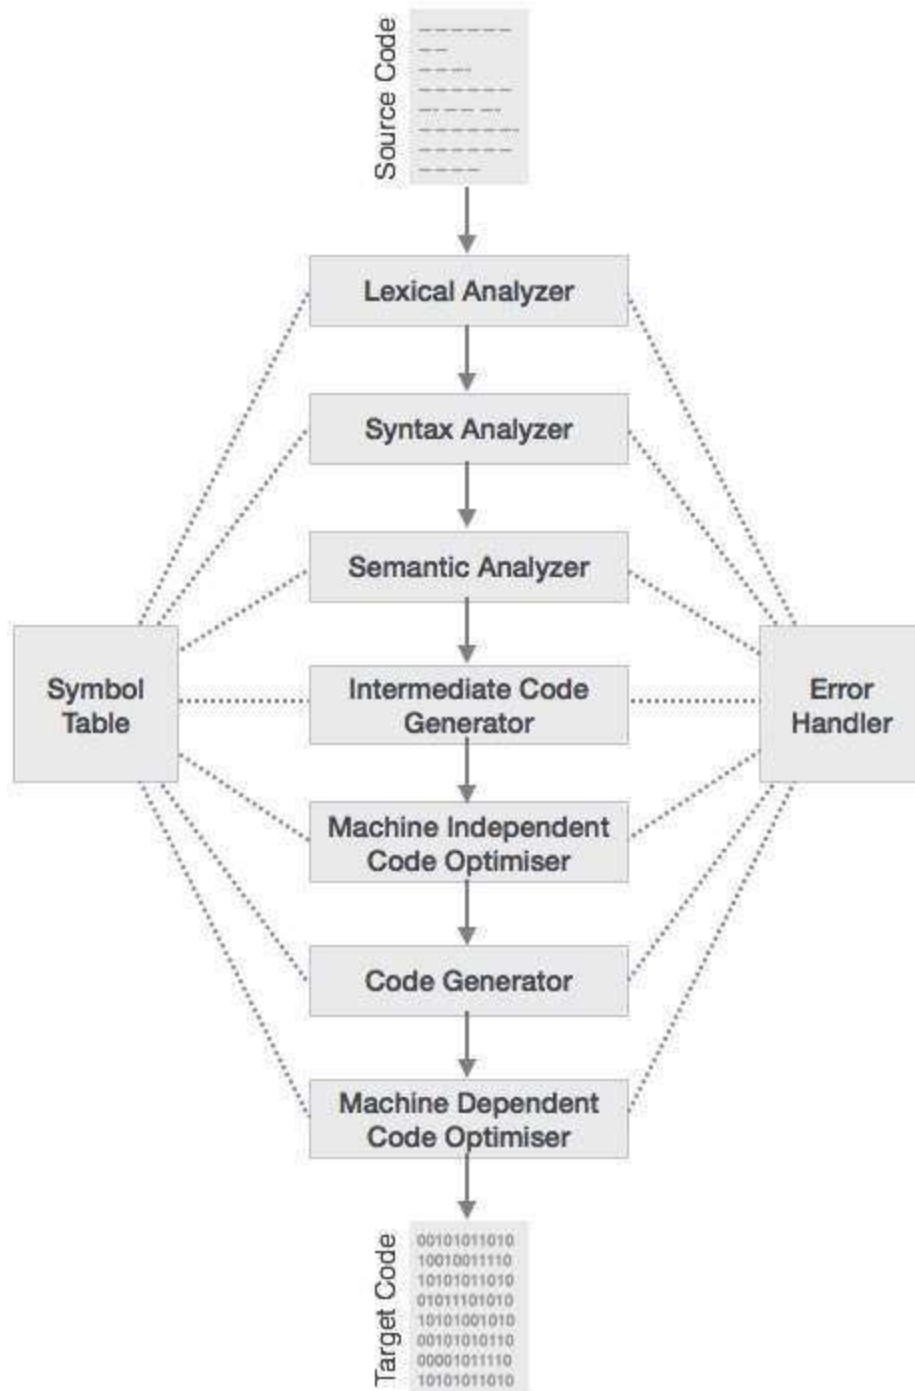 Source Code
Lexical Analyzer
Syntax Analyzer
Semantic Analyzer
Symbol
Table
Intermediate Code
Generator
Error
Handler
Machine Independent
Code Optimiser
Code Generator
Machine Dependent
Code Optimiser
Target Code
00101011010
10010011110
10101011010
01011101010
10101001010
00101010110
00001011110
10101011010